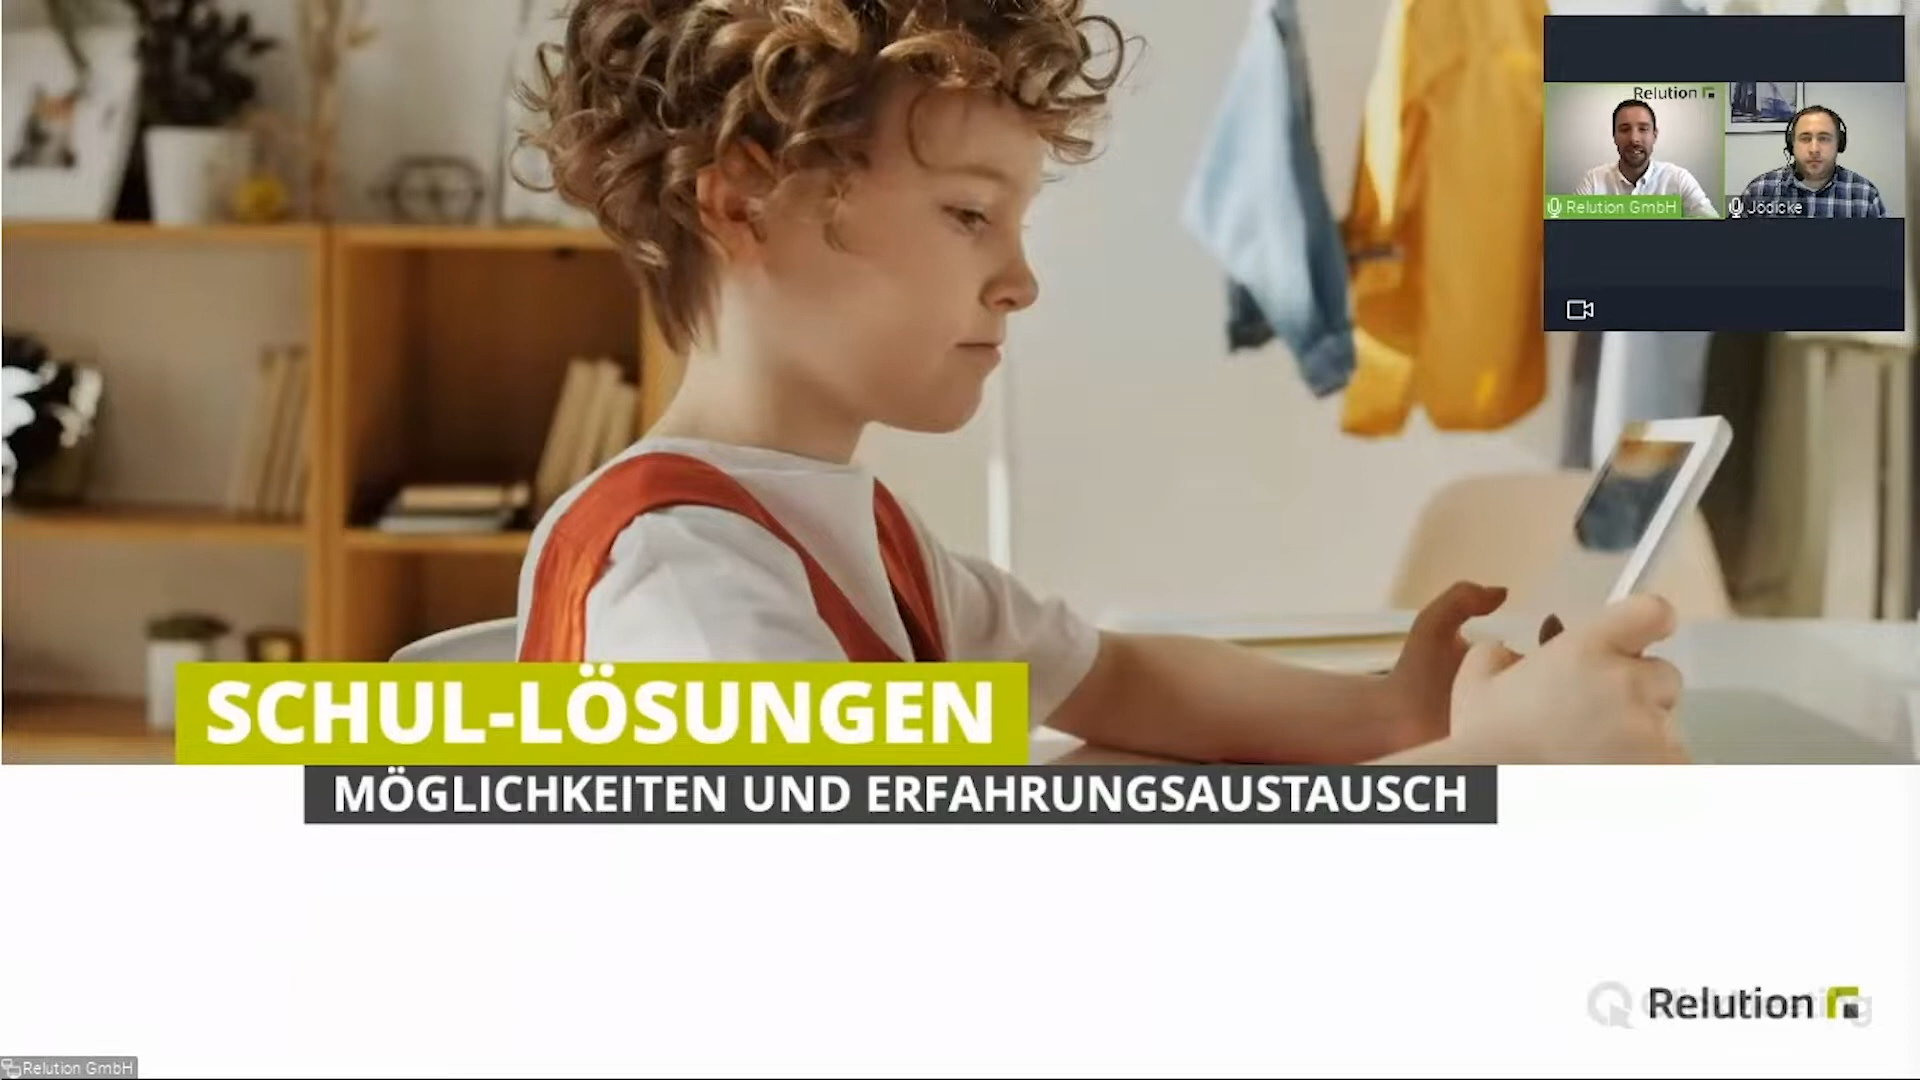 Relution
Relution GmbH
Jödicke
SCHUL-LÖSUNGEN
MÖGLICHKEITEN UND ERFAHRUNGSAUSTAUSCH
Relution
Relution GmbH